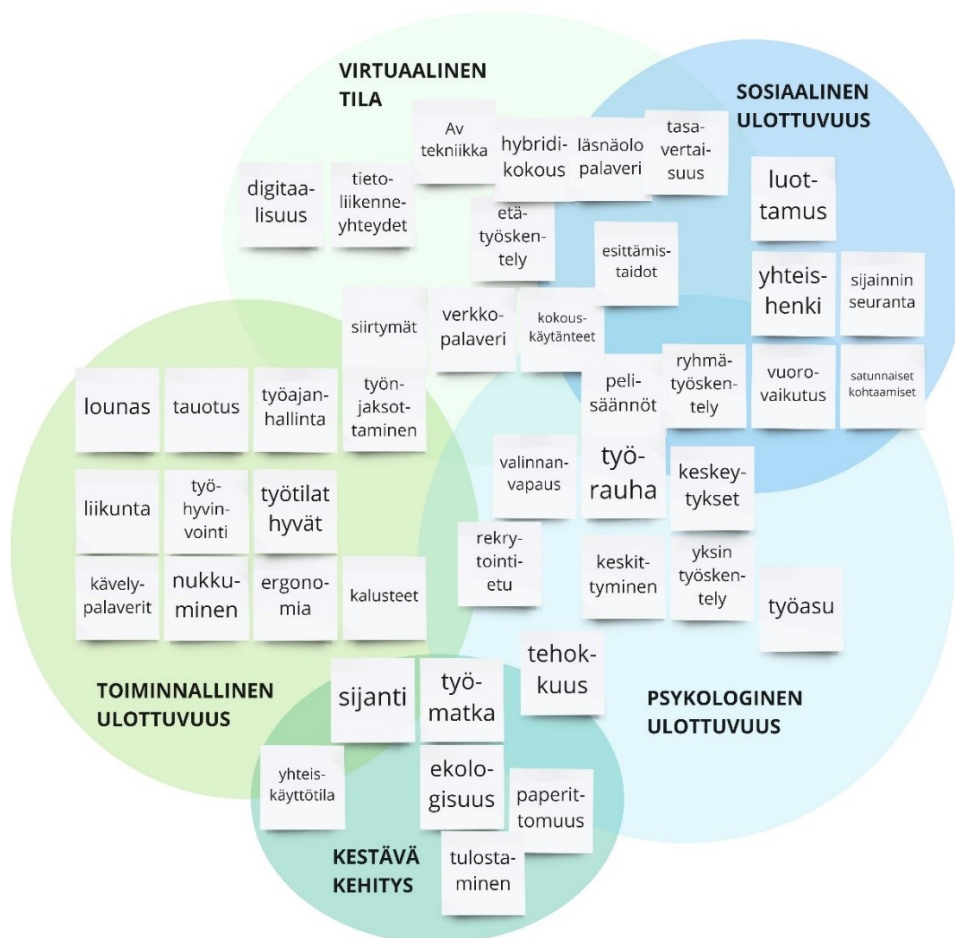 VIRTUAALINEN
TILA
SOSIAALINEN
ULOTTUVUUS
Av
tekniikka
hybridi-
kokous
läsnäolo
palaveri
tasa-
vertai-
suus
digitaa-
lisuus
tieto-
liikenne-
yhteydet
luot-
tamus
etä-
työsken-
tely
esittämis-
taidot
yhteis-
henki
sijainnin
seuranta
siirtymät
verkko-
palaveri
kokous-
käytänteet
lounas
tauotus
työajan-
hallinta
työn-
jaksot-
taminen
peli-
säännöt
ryhmä-
työsken-
tely
vuoro-
vaikutus
satunnaiset
kohtaamiset
liikunta
työ-
hyvin-
vointi
työtilat
hyvät
valinnan-
vapaus
työ-
rauha
keskey-
tykset
kävely-
palaverit
nukku-
minen
ergono-
mia
kalusteet
rekry-
tointi-
etu
keskit-
tyminen
yksin
työsken-
tely
työasu
TOIMINNALLINEN
ULOTTUVUUS
sijanti
työ-
matka
tehok-
kuus
PSYKOLOGINEN
ULOTTUVUUS
yhteis-
käyttötila
ekolo-
gisuus
paperit-
tomuus
KESTÄVÄ
KEHITYS
tulosta-
minen